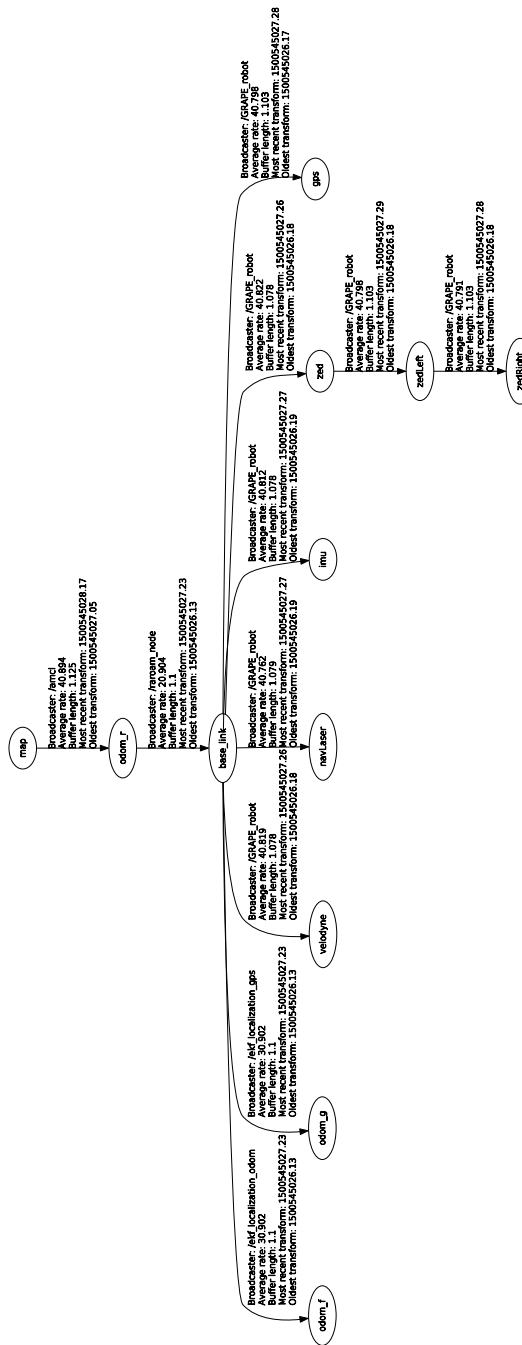 map
Broadcaster: /amcl
Average rate: 40.894
Buffer length: 1.125
Most recent transform: 1500545028.17
Oldest transform: 1500545027.05
odom_r
Broadcaster: /raroam_node
Average rate: 20.904
Buffer length: 1.1
Most recent transform: 1500545027.23
Oldest transform: 1500545026.13
base_link
Broadcaster: /ekf_localization_odom
Average rate: 30.902
Buffer length: 1.1
Most recent transform: 1500545027.23
Oldest transform: 1500545026.13
odom_f
Broadcaster: /ekf_localization_gps
Average rate: 30.902
Buffer length: 1.1
Most recent transform: 1500545027.23
Oldest transform: 1500545026.13
odom_g
Broadcaster: /GRAPE_robot
Average rate: 40.819
Buffer length: 1.078
Most recent transform: 1500545027.26
Oldest transform: 1500545026.18
velodyne
Broadcaster: /GRAPE_robot
Average rate: 40.762
Buffer length: 1.079
Most recent transform: 1500545027.27
Oldest transform: 1500545026.19
navLaser
Broadcaster: /GRAPE_robot
Average rate: 40.812
Buffer length: 1.078
Most recent transform: 1500545027.27
Oldest transform: 1500545026.19
imu
Broadcaster: /GRAPE_robot
Average rate: 40.822
Buffer length: 1.078
Most recent transform: 1500545027.26
Oldest transform: 1500545026.18
zed
Broadcaster: /GRAPE_robot
Average rate: 40.798
Buffer length: 1.103
Most recent transform: 1500545027.29
Oldest transform: 1500545026.18
zedLeft
Broadcaster: /GRAPE_robot
Average rate: 40.791
Buffer length: 1.103
Most recent transform: 1500545027.28
Oldest transform: 1500545026.18
zedRight
Broadcaster: /GRAPE_robot
Average rate: 40.798
Buffer length: 1.103
Most recent transform: 1500545027.28
Oldest transform: 1500545026.17
gps